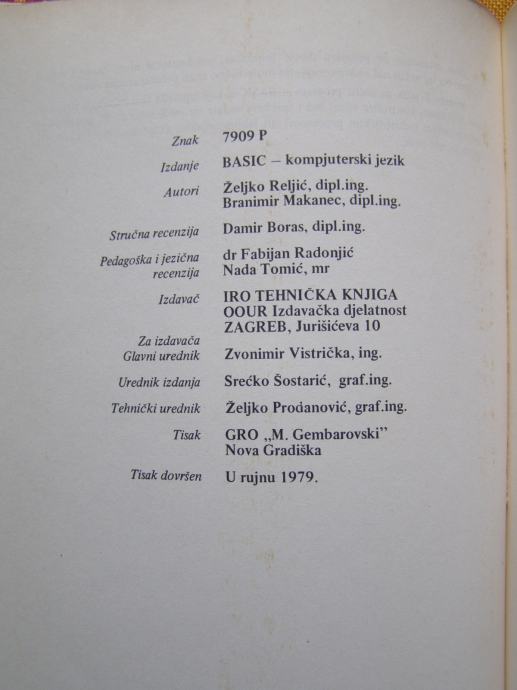 Znak 7909 P
Izdanje BASIC – kompjuterski jezik
Autori Željko Reljić, dipl.ing.
Branimir Makanec, dipl.ing.
Stručna recenzija Damir Boras, dipl.ing.
Pedagoška i jezična dr Fabijan Radonjić
recenzija Nada Tomić, mr
Izdavač IRO TEHNIČKA KNJIGA
OOUR Izdavačka djelatnost
ZAGREB, Jurišićeva 10
Za izdavača
Glavni urednik Zvonimir Vistrička, ing.
Urednik izdanja Srećko Šostarić, graf.ing.
Tehnički urednik Željko Prodanović, graf.ing.
Tisak GRO „M. Gembarovski”
Nova Gradiška
Tisak dovršen U rujnu 1979.